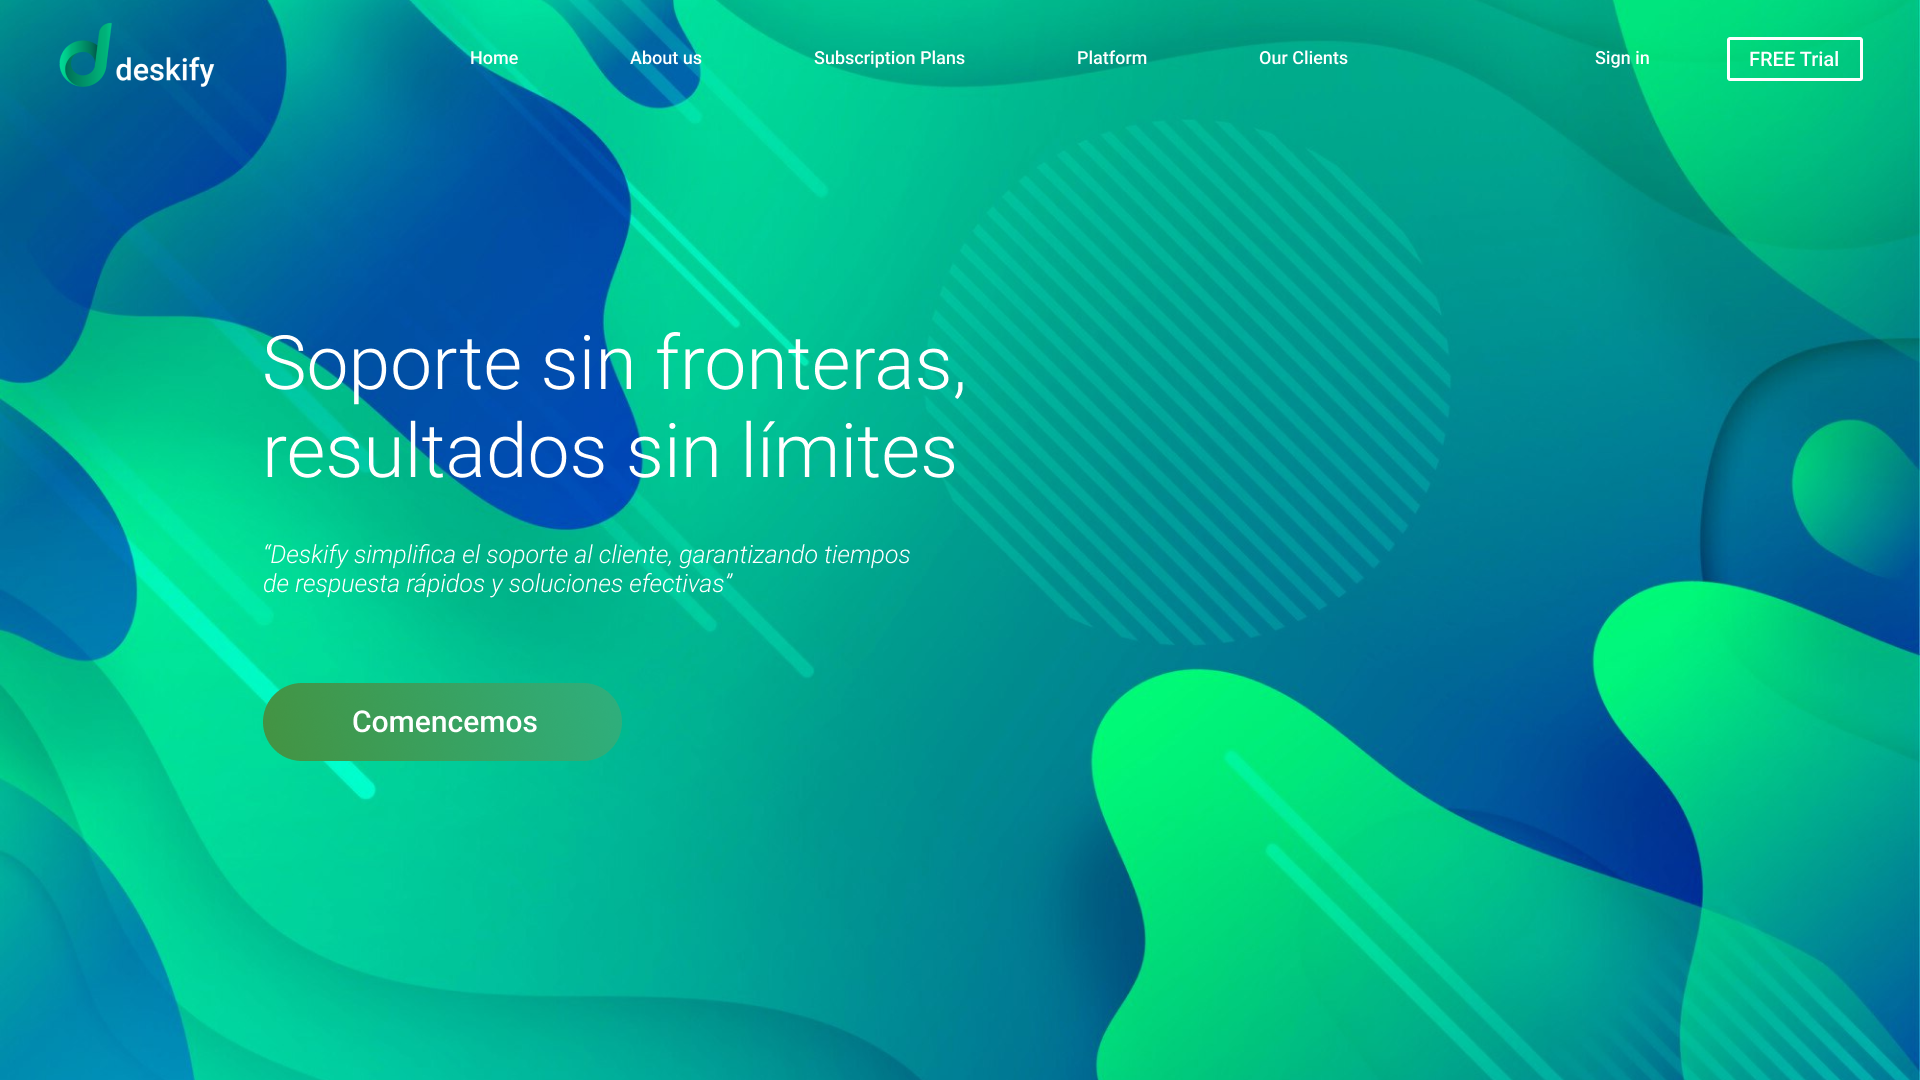 deskify
Home
About us
Subscription Plans
Platform
Our Clients
Sign in
FREE Trial
Soporte sin fronteras,
resultados sin límites
“Deskify simplifica el soporte al cliente, garantizando tiempos
de respuesta rápidos y soluciones efectivas”
Comencemos